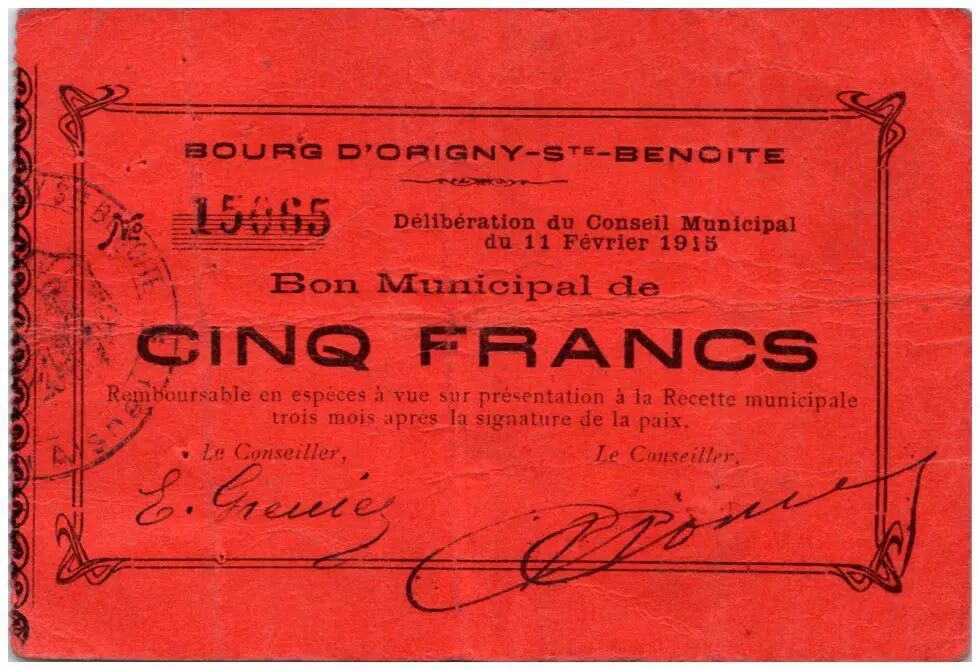 BOURG D'ORIGNY-STE-BENOITE
No 15065
Délibération du Conseil Municipal
du 11 Février 1915
Bon Municipal de
CINQ FRANCS
Remboursable en espèces à vue sur présentation à la Recette municipale
trois mois après la signature de la paix.
Le Conseiller,
Le Conseiller,